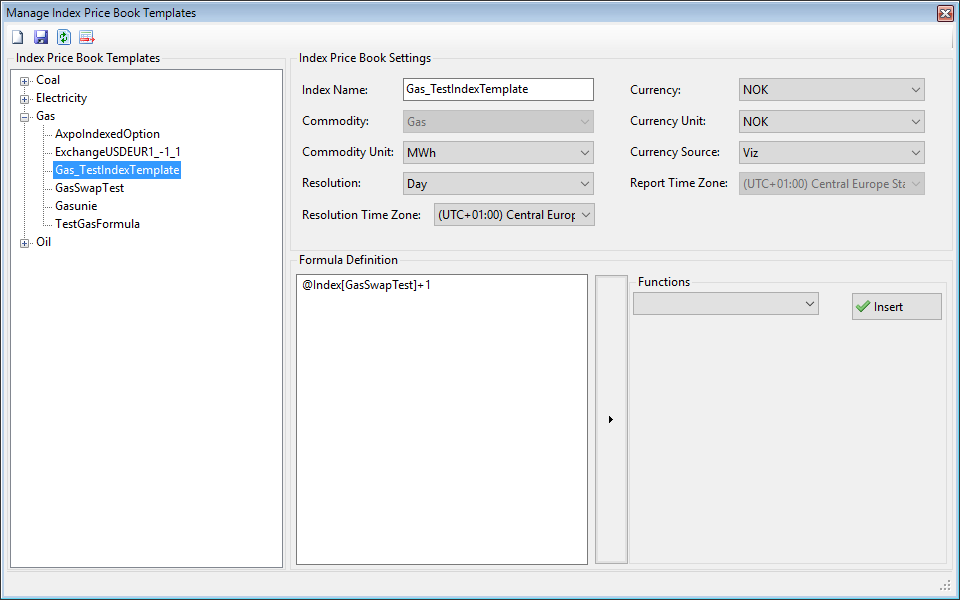 Manage Index Price Book Templates
Index Price Book Templates
Coal
Electricity
Gas
AxpoIndexedOption
ExchangeUSDEUR1_-1_1
Gas_TestIndexTemplate
GasSwapTest
Gasunie
TestGasFormula
Oil
Index Price Book Settings
Index Name: Gas_TestIndexTemplate
Commodity: Gas
Commodity Unit: MWh
Resolution: Day
Resolution Time Zone: (UTC+01:00) Central Europ
Currency: NOK
Currency Unit: NOK
Currency Source: Viz
Report Time Zone: (UTC+01:00) Central Europe Sta
Formula Definition
@Index[GasSwapTest]+1
Functions
Insert